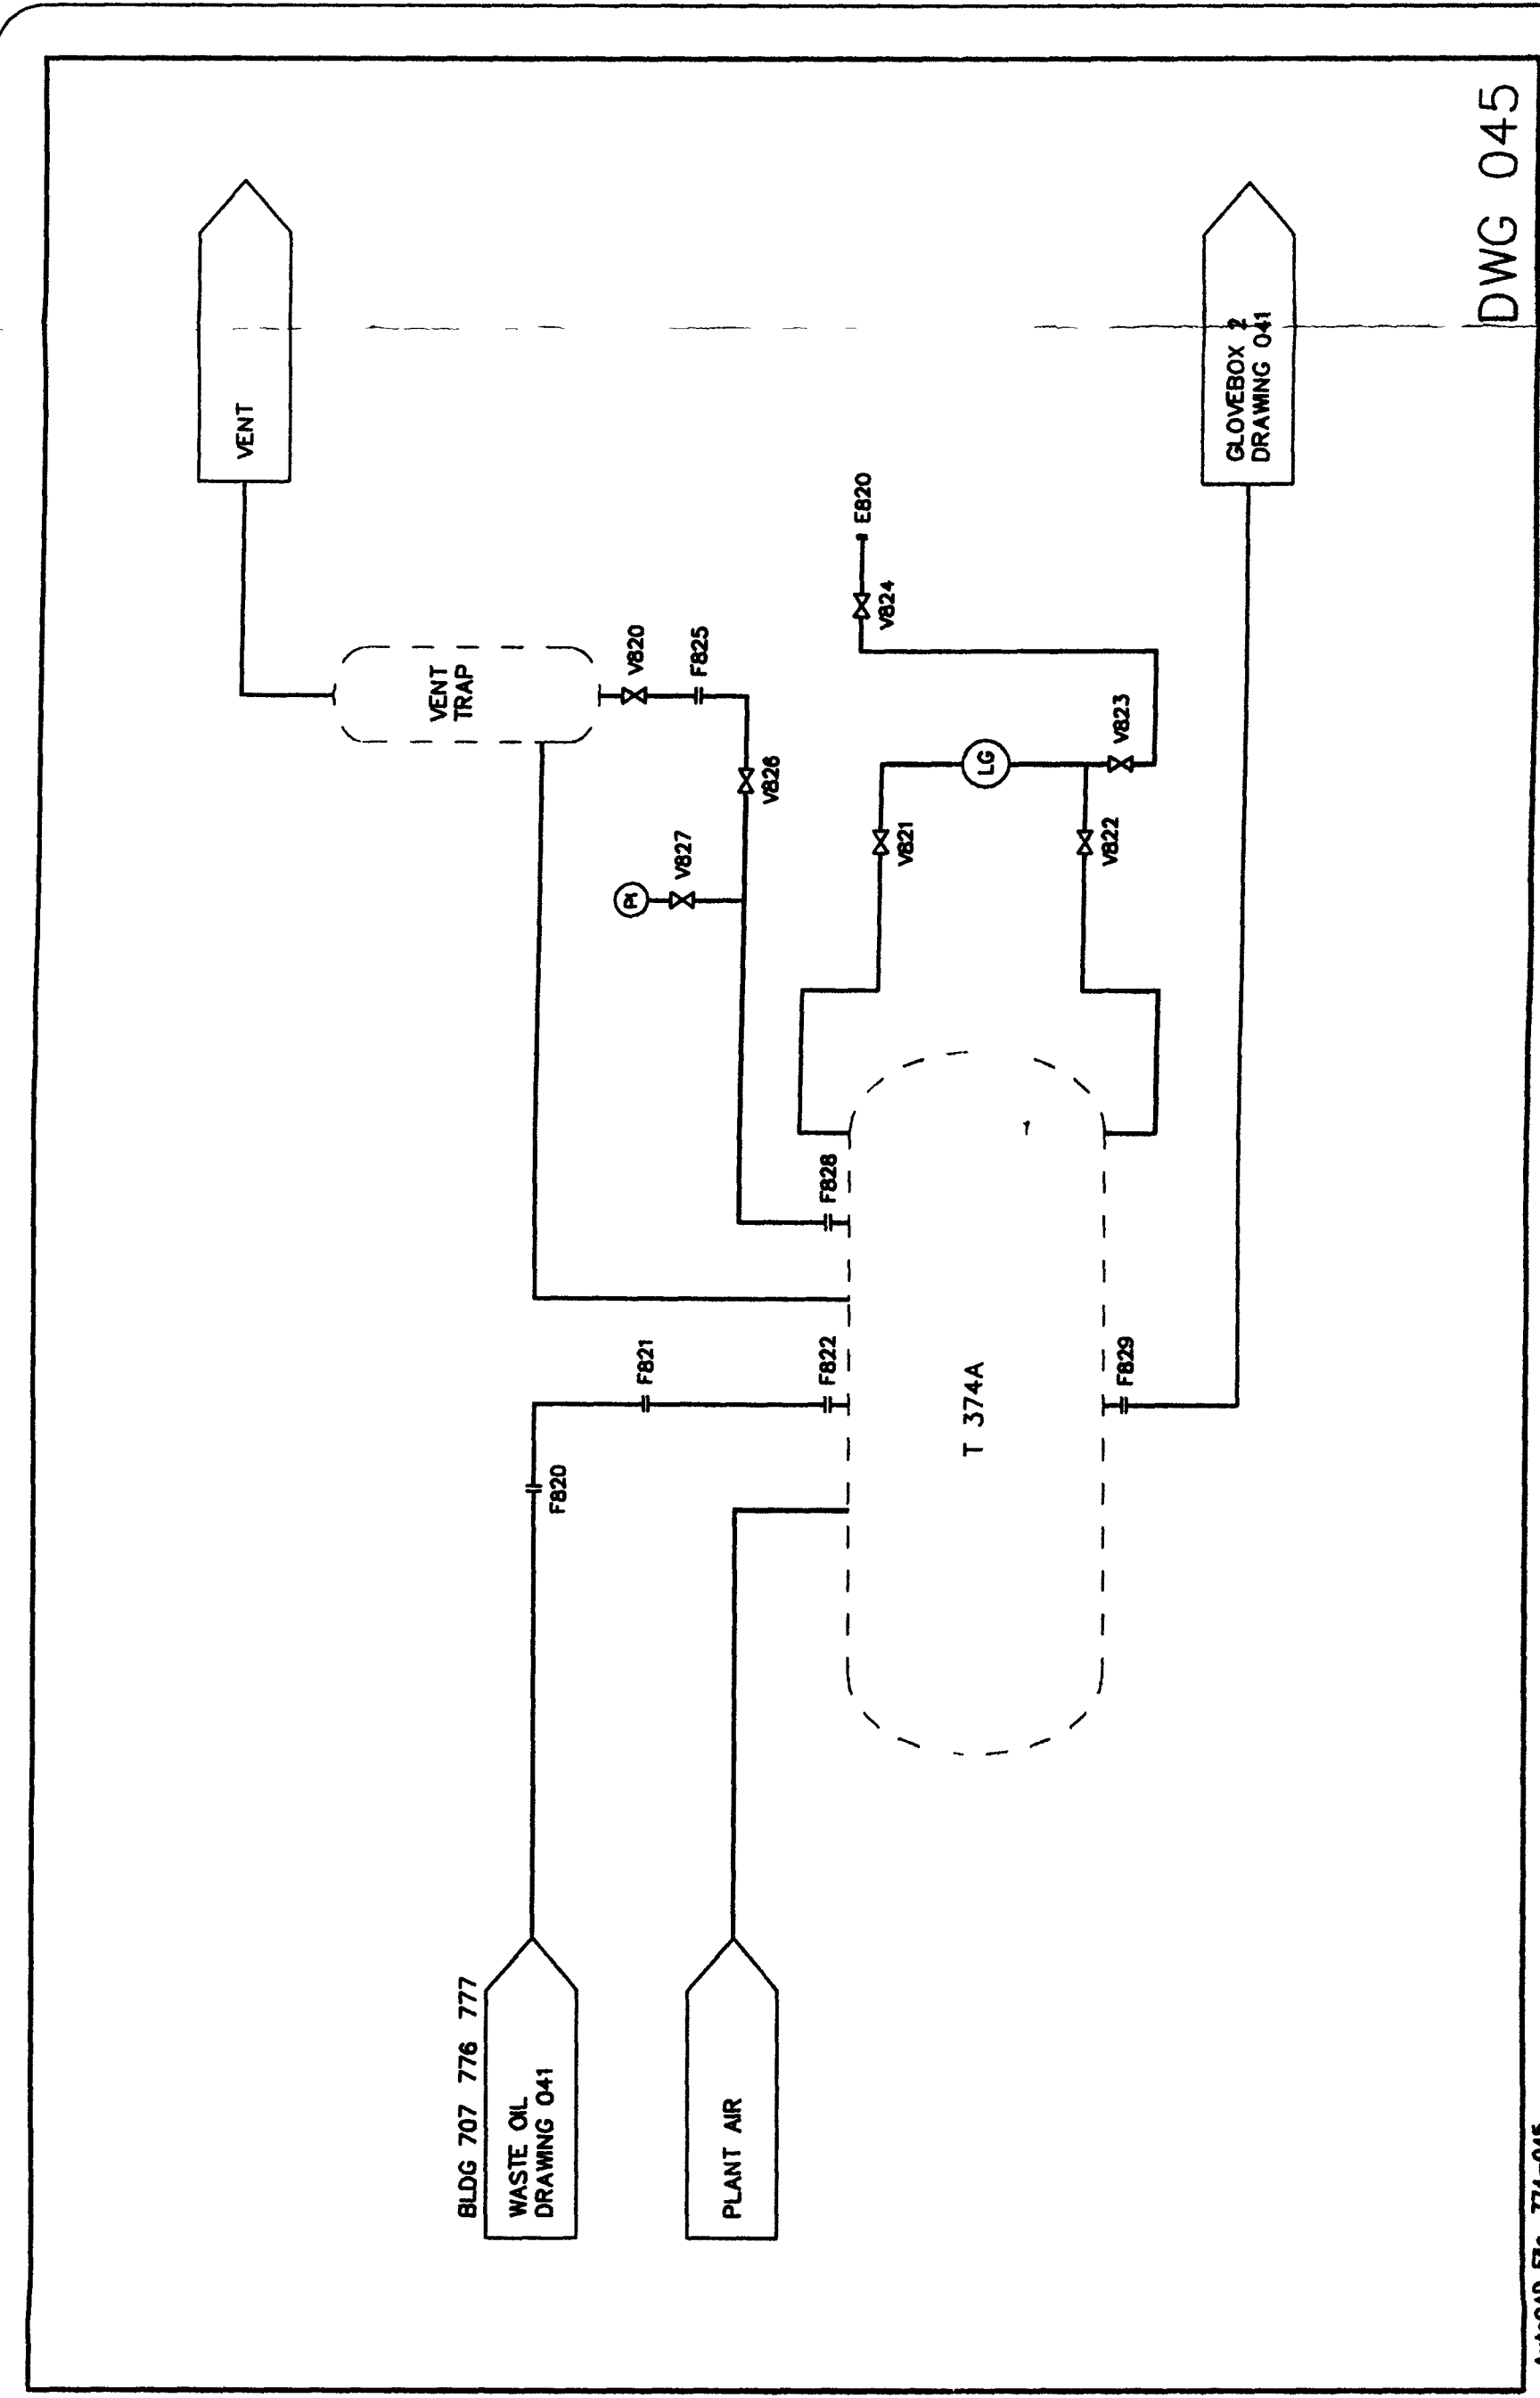 VENT
VENT
TRAP
V820
F825
V826
V827
PI
BLDG 707 776 777
WASTE OIL
DRAWING 041
F820
F821
F822
F828
PLANT AIR
T 374A
V821
LG
V822
V823
V824
E820
F829
GLOVEBOX 2
DRAWING 041
DWG 045